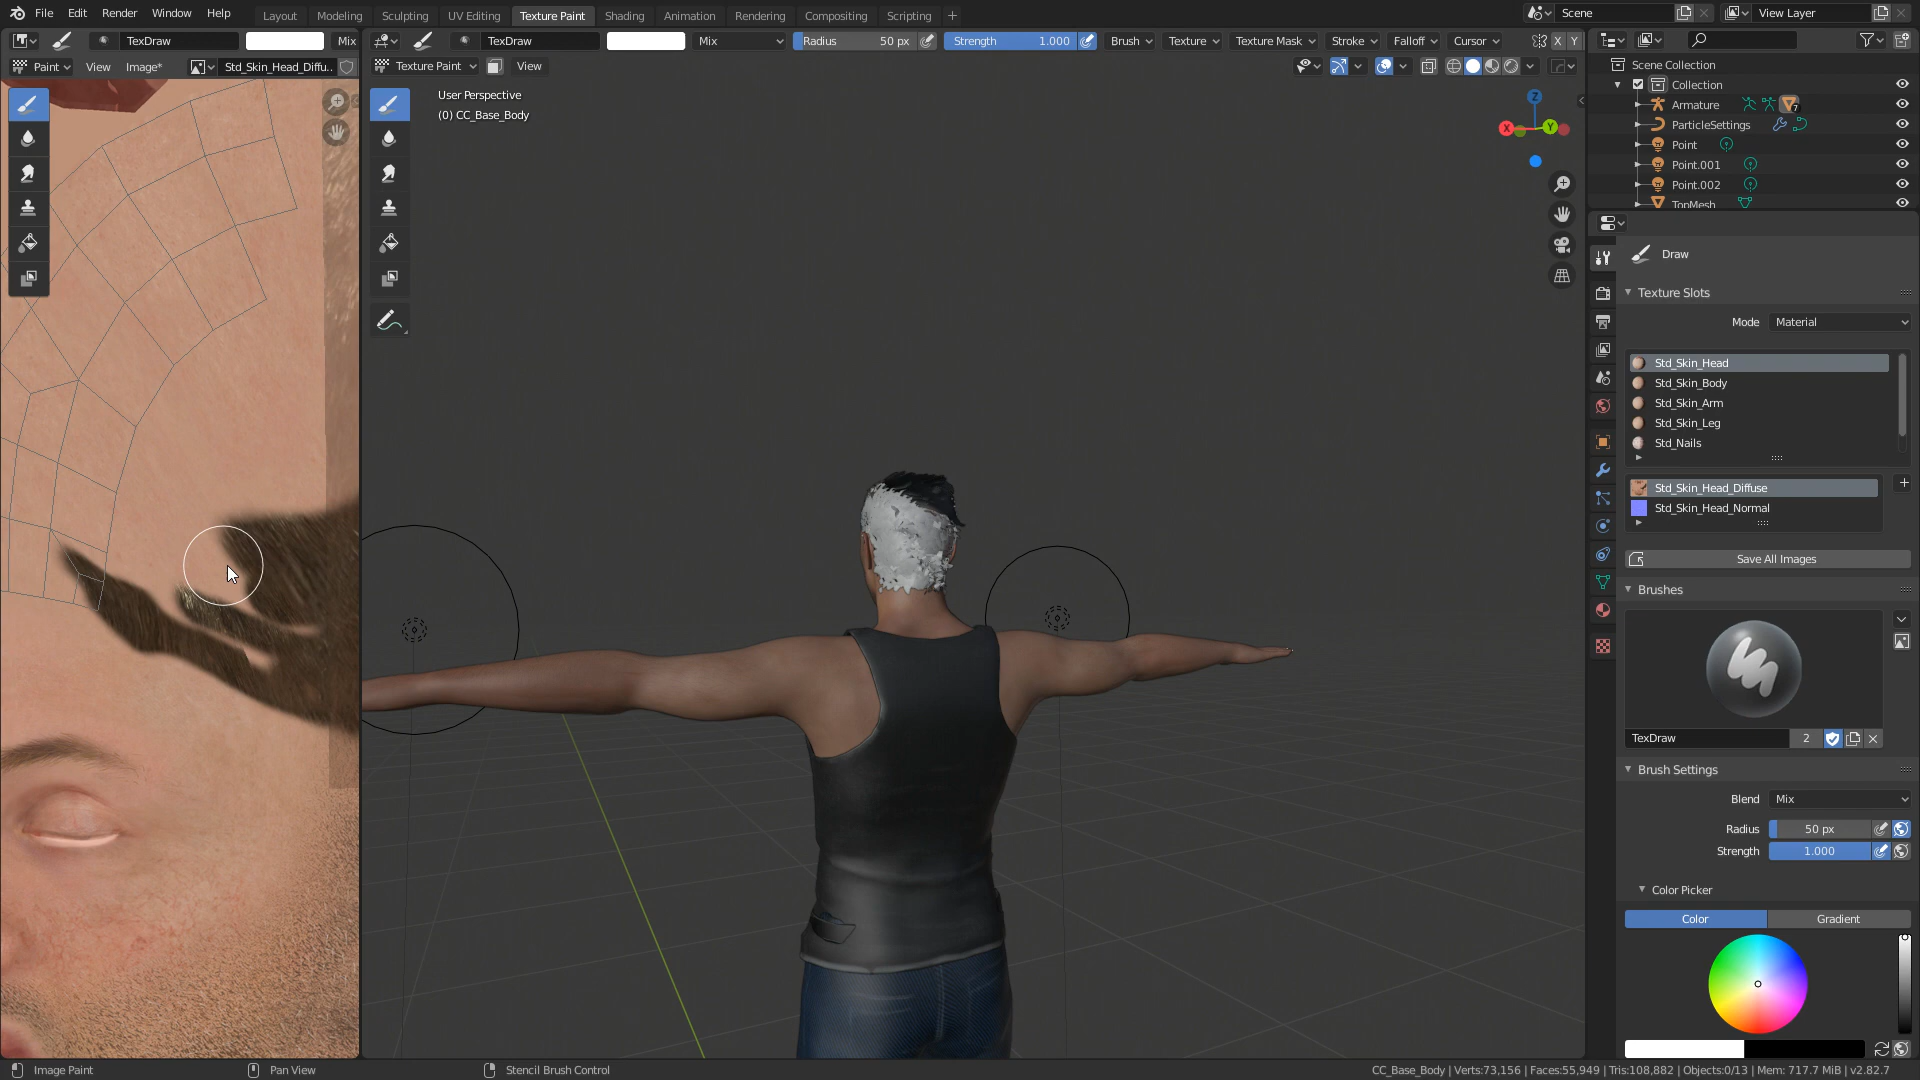 File Edit Render Window Help Layout Modeling Sculpting UV Editing Texture Paint Shading Animation Rendering Compositing Scripting + Scene View Layer
TexDraw Mix TexDraw Mix Radius 50 px Strength 1.000 Brush Texture Texture Mask Stroke Falloff Cursor X Y
Paint View Image* Std_Skin_Head_Diffu.. Texture Paint View
User Perspective
(0) CC_Base_Body
Z
X Y
Scene Collection
Collection
Armature 7
ParticleSettings
Point
Point.001
Point.002
TopMesh
Draw
Texture Slots
Mode Material
Std_Skin_Head
Std_Skin_Body
Std_Skin_Arm
Std_Skin_Leg
Std_Nails
Std_Skin_Head_Diffuse
Std_Skin_Head_Normal
Save All Images
Brushes
TexDraw 2
Brush Settings
Blend Mix
Radius 50 px
Strength 1.000
Color Picker
Color Gradient
Image Paint Pan View Stencil Brush Control CC_Base_Body | Verts:73,156 | Faces:55,949 | Tris:108,882 | Objects:0/13 | Mem: 717.7 MiB | v2.82.7